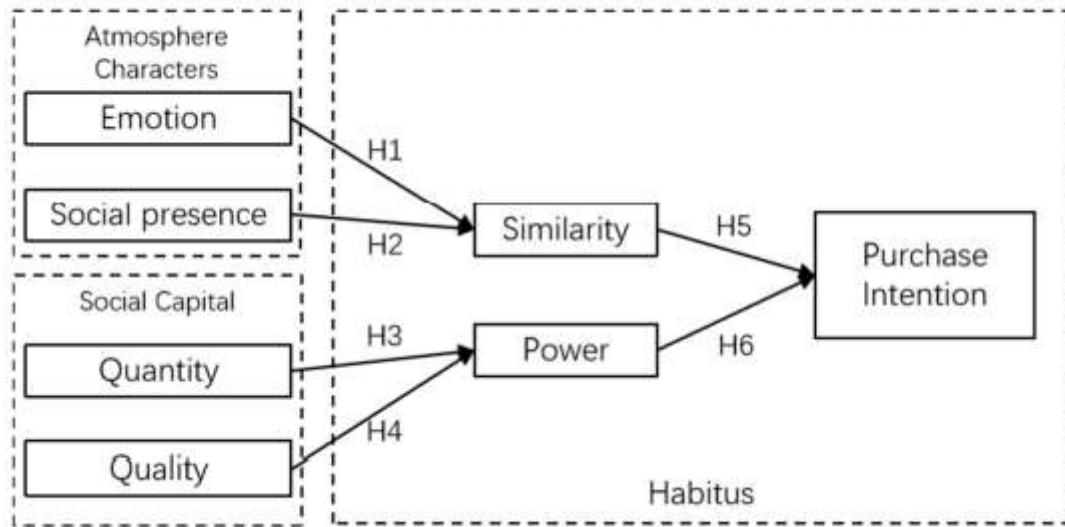 Atmosphere
Characters
Emotion
H1
Social presence
H2
Similarity
H5
Purchase
Intention
Social Capital
Quantity
H3
Power
H6
Quality
H4
Habitus